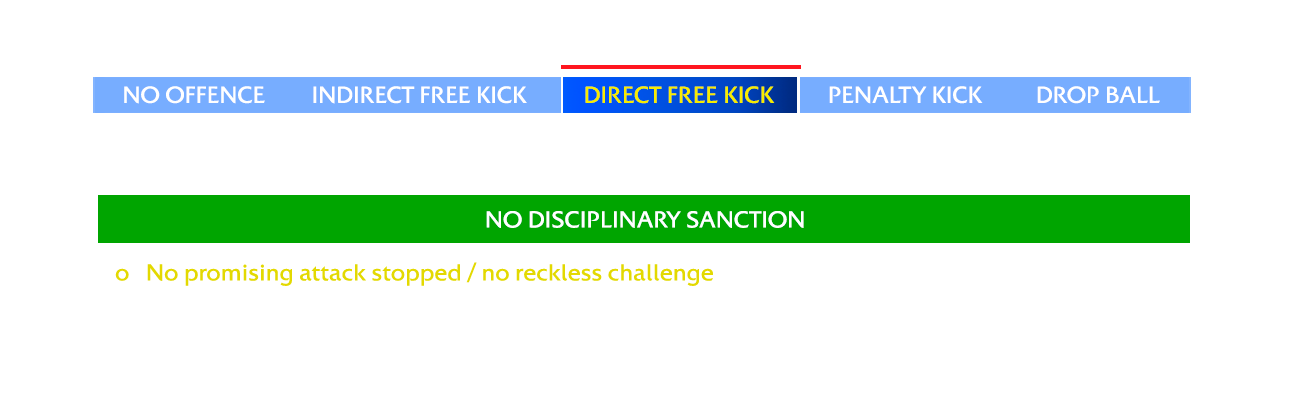 NO OFFENCE INDIRECT FREE KICK DIRECT FREE KICK PENALTY KICK DROP BALL
NO DISCIPLINARY SANCTION
o No promising attack stopped / no reckless challenge